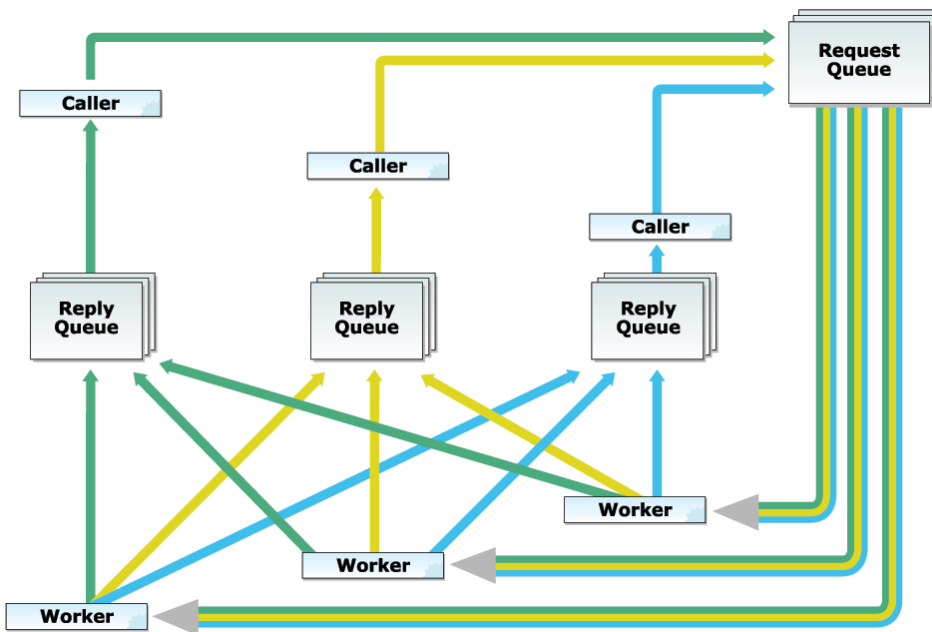 Request
Queue
Caller
Caller
Caller
Reply
Queue
Reply
Queue
Reply
Queue
Worker
Worker
Worker